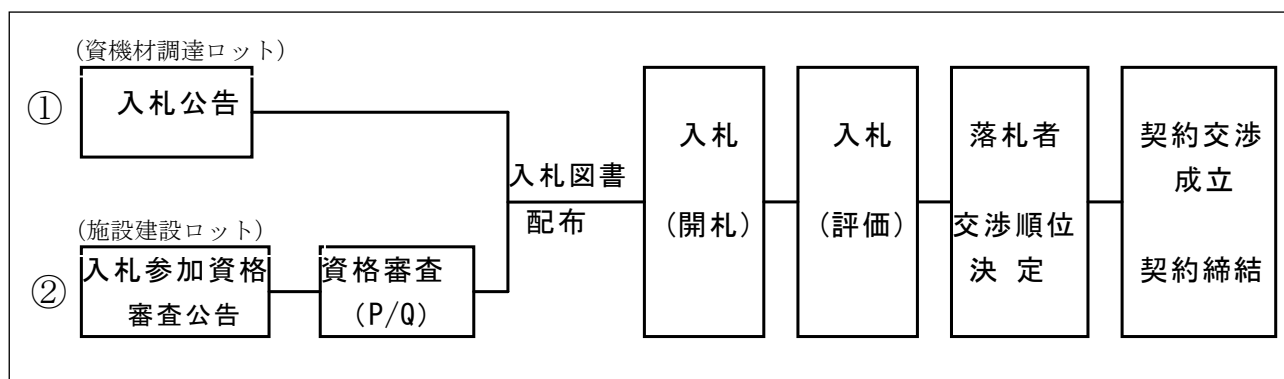 (資機材調達ロット)
①
入札公告
(施設建設ロット)
②
入札参加資格
審査公告
資格審査
(P/Q)
入札図書
配布
入札
(開札)
入札
(評価)
落札者
交渉順位
決 定
契約交渉
成立
契約締結